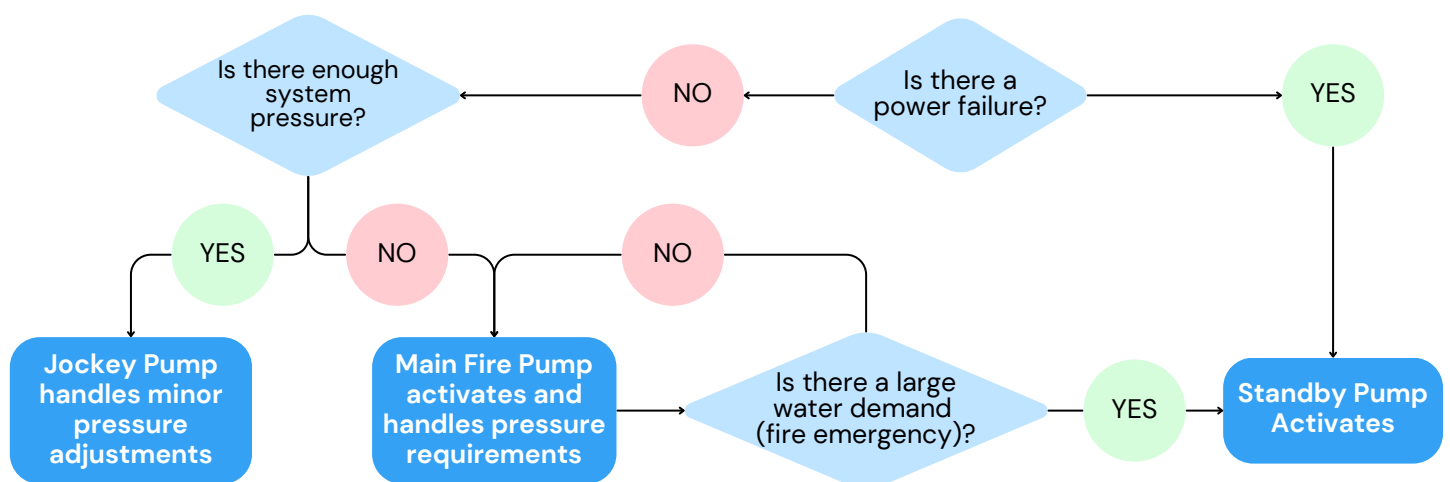 Is there enough
system
pressure?
NO
Is there a
power failure?
YES
YES
NO
NO
Jockey Pump
handles minor
pressure
adjustments
Main Fire Pump
activates and
handles pressure
requirements
Is there a large
water demand
(fire emergency)?
YES
Standby Pump
Activates